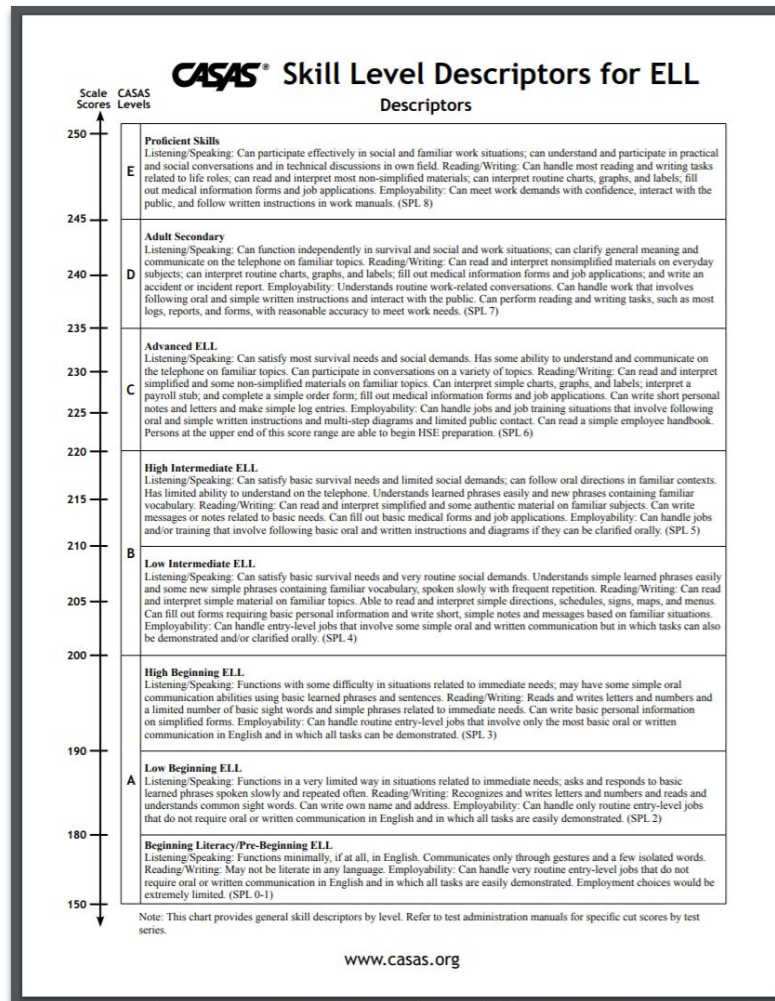 CASAS® Skill Level Descriptors for ELL
Scale Scores
CASAS Levels
Descriptors
250
E
Proficient Skills
Listening/Speaking: Can participate effectively in social and familiar work situations; can understand and participate in practical
and social conversations and in technical discussions in own field. Reading/Writing: Can handle most reading and writing tasks
related to life roles; can read and interpret most non-simplified materials; can interpret routine charts, graphs, and labels; fill
out medical information forms and job applications. Employability: Can meet work demands with confidence, interact with the
public, and follow written instructions in work manuals. (SPL 8)
245
Adult Secondary
Listening/Speaking: Can function independently in survival and social and work situations; can clarify general meaning and
communicate on the telephone on familiar topics. Reading/Writing: Can read and interpret nonsimplified materials on everyday
240
D
subjects; can interpret routine charts, graphs, and labels; fill out medical information forms and job applications; and write an
accident or incident report. Employability: Understands routine work-related conversations. Can handle work that involves
following oral and simple written instructions and interact with the public. Can perform reading and writing tasks, such as most
logs, reports, and forms, with reasonable accuracy to meet work needs. (SPL 7)
235
Advanced ELL
Listening/Speaking: Can satisfy most survival needs and social demands. Has some ability to understand and communicate on
230
the telephone on familiar topics. Can participate in conversations on a variety of topics. Reading/Writing: Can read and interpret
simplified and some non-simplified materials on familiar topics. Can interpret simple charts, graphs, and labels; interpret a
C
payroll stub; and complete a simple order form; fill out medical information forms and job applications. Can write short personal
225
notes and letters and make simple log entries. Employability: Can handle jobs and job training situations that involve following
oral and simple written instructions and multi-step diagrams and limited public contact. Can read a simple employee handbook.
Persons at the upper end of this score range are able to begin HSE preparation. (SPL 6)
220
High Intermediate ELL
Listening/Speaking: Can satisfy basic survival needs and limited social demands; can follow oral directions in familiar contexts.
Has limited ability to understand on the telephone. Understands learned phrases easily and new phrases containing familiar
215
vocabulary. Reading/Writing: Can read and interpret simplified and some authentic material on familiar subjects. Can write
messages or notes related to basic needs. Can fill out basic medical forms and job applications. Employability: Can handle jobs
and/or training that involve following basic oral and written instructions and diagrams if they can be clarified orally. (SPL 5)
210
B
Low Intermediate ELL
Listening/Speaking: Can satisfy basic survival needs and very routine social demands. Understands simple learned phrases easily
and some new simple phrases containing familiar vocabulary, spoken slowly with frequent repetition. Reading/Writing: Can read
205
and interpret simple material on familiar topics. Able to read and interpret simple directions, schedules, signs, maps, and menus.
Can fill out forms requiring basic personal information and write short, simple notes and messages based on familiar situations.
Employability: Can handle entry-level jobs that involve some simple oral and written communication but in which tasks can also
be demonstrated and/or clarified orally. (SPL 4)
200
High Beginning ELL
Listening/Speaking: Functions with some difficulty in situations related to immediate needs; may have some simple oral
communication abilities using basic learned phrases and sentences. Reading/Writing: Reads and writes letters and numbers and
a limited number of basic sight words and simple phrases related to immediate needs. Can write basic personal information
on simplified forms. Employability: Can handle routine entry-level jobs that involve only the most basic oral or written
communication in English and in which all tasks can be demonstrated. (SPL 3)
190
Low Beginning ELL
A
Listening/Speaking: Functions in a very limited way in situations related to immediate needs; asks and responds to basic
learned phrases spoken slowly and repeated often. Reading/Writing: Recognizes and writes letters and numbers and reads and
understands common sight words. Can write own name and address. Employability: Can handle only routine entry-level jobs
that do not require oral or written communication in English and in which all tasks are easily demonstrated. (SPL 2)
180
Beginning Literacy/Pre-Beginning ELL
Listening/Speaking: Functions minimally, if at all, in English. Communicates only through gestures and a few isolated words.
Reading/Writing: May not be literate in any language. Employability: Can handle very routine entry-level jobs that do not
require oral or written communication in English and in which all tasks are easily demonstrated. Employment choices would be
extremely limited. (SPL 0-1)
150
Note: This chart provides general skill descriptors by level. Refer to test administration manuals for specific cut scores by test
series.
www.casas.org